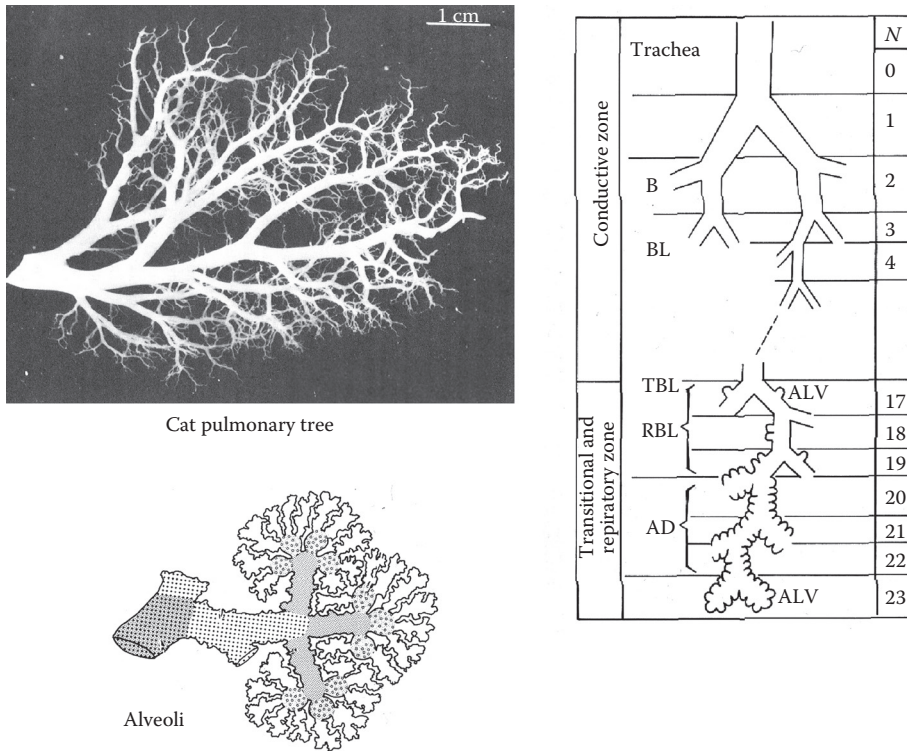 1 cm
Cat pulmonary tree
Alveoli
Conductive zone
Transitional and
repiratory zone
N
Trachea
0
1
B
2
BL
3
4
TBL
ALV
17
RBL
18
19
20
AD
21
22
ALV
23